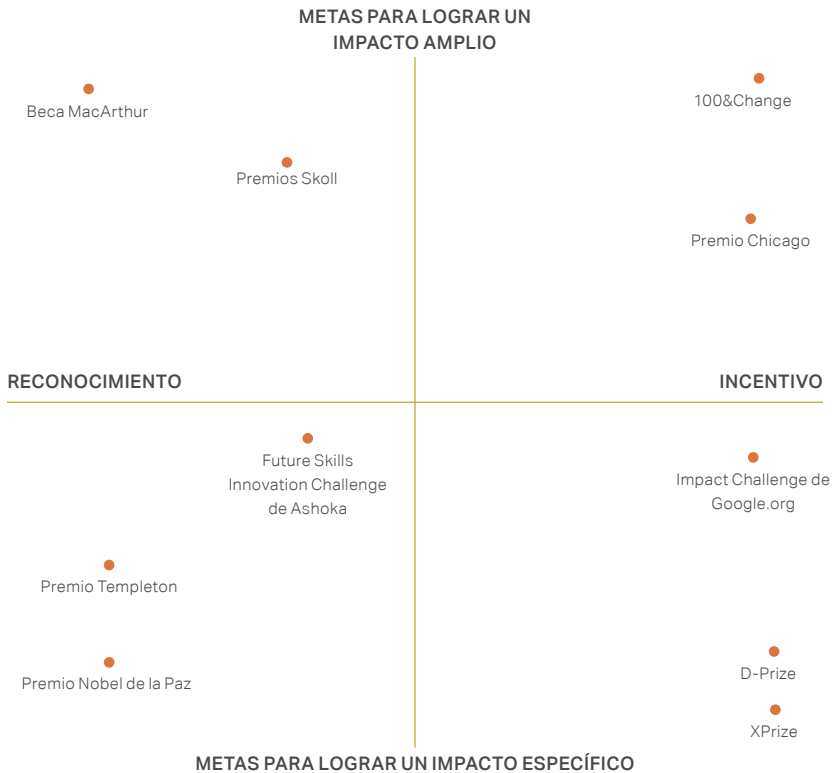 METAS PARA LOGRAR UN
IMPACTO AMPLIO
100&Change
Beca MacArthur
Premios Skoll
Premio Chicago
RECONOCIMIENTO
INCENTIVO
Future Skills
Innovation Challenge
de Ashoka
Impact Challenge de
Google.org
Premio Templeton
Premio Nobel de la Paz
D-Prize
XPrize
METAS PARA LOGRAR UN IMPACTO ESPECÍFICO